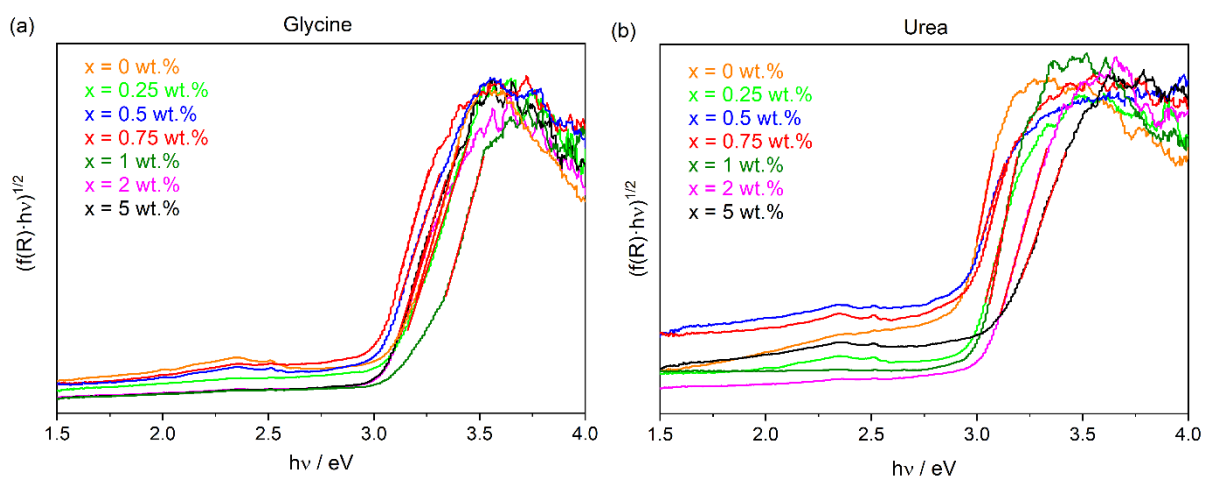 (a)
Glycine
x = 0 wt.%
x = 0.25 wt.%
x = 0.5 wt.%
x = 0.75 wt.%
x = 1 wt.%
x = 2 wt.%
x = 5 wt.%
(f(R)·hν)^1/2
1.5 2.0 2.5 3.0 3.5 4.0
hν / eV
(b)
Urea
x = 0 wt.%
x = 0.25 wt.%
x = 0.5 wt.%
x = 0.75 wt.%
x = 1 wt.%
x = 2 wt.%
x = 5 wt.%
(f(R)·hν)^1/2
1.5 2.0 2.5 3.0 3.5 4.0
hν / eV